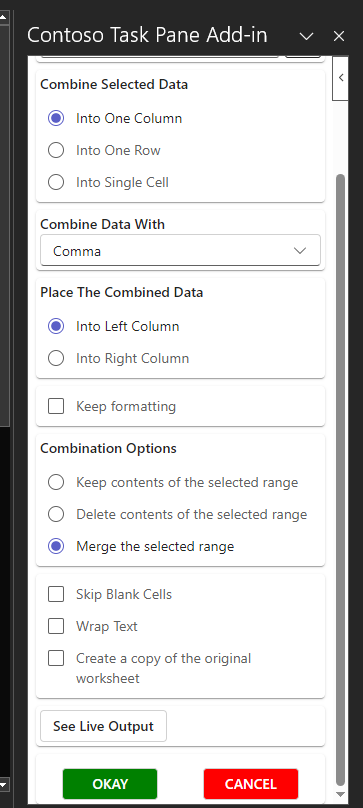 Contoso Task Pane Add-in
Combine Selected Data
Into One Column
Into One Row
Into Single Cell
Combine Data With
Comma
Place The Combined Data
Into Left Column
Into Right Column
Keep formatting
Combination Options
Keep contents of the selected range
Delete contents of the selected range
Merge the selected range
Skip Blank Cells
Wrap Text
Create a copy of the original
worksheet
See Live Output
OKAY CANCEL